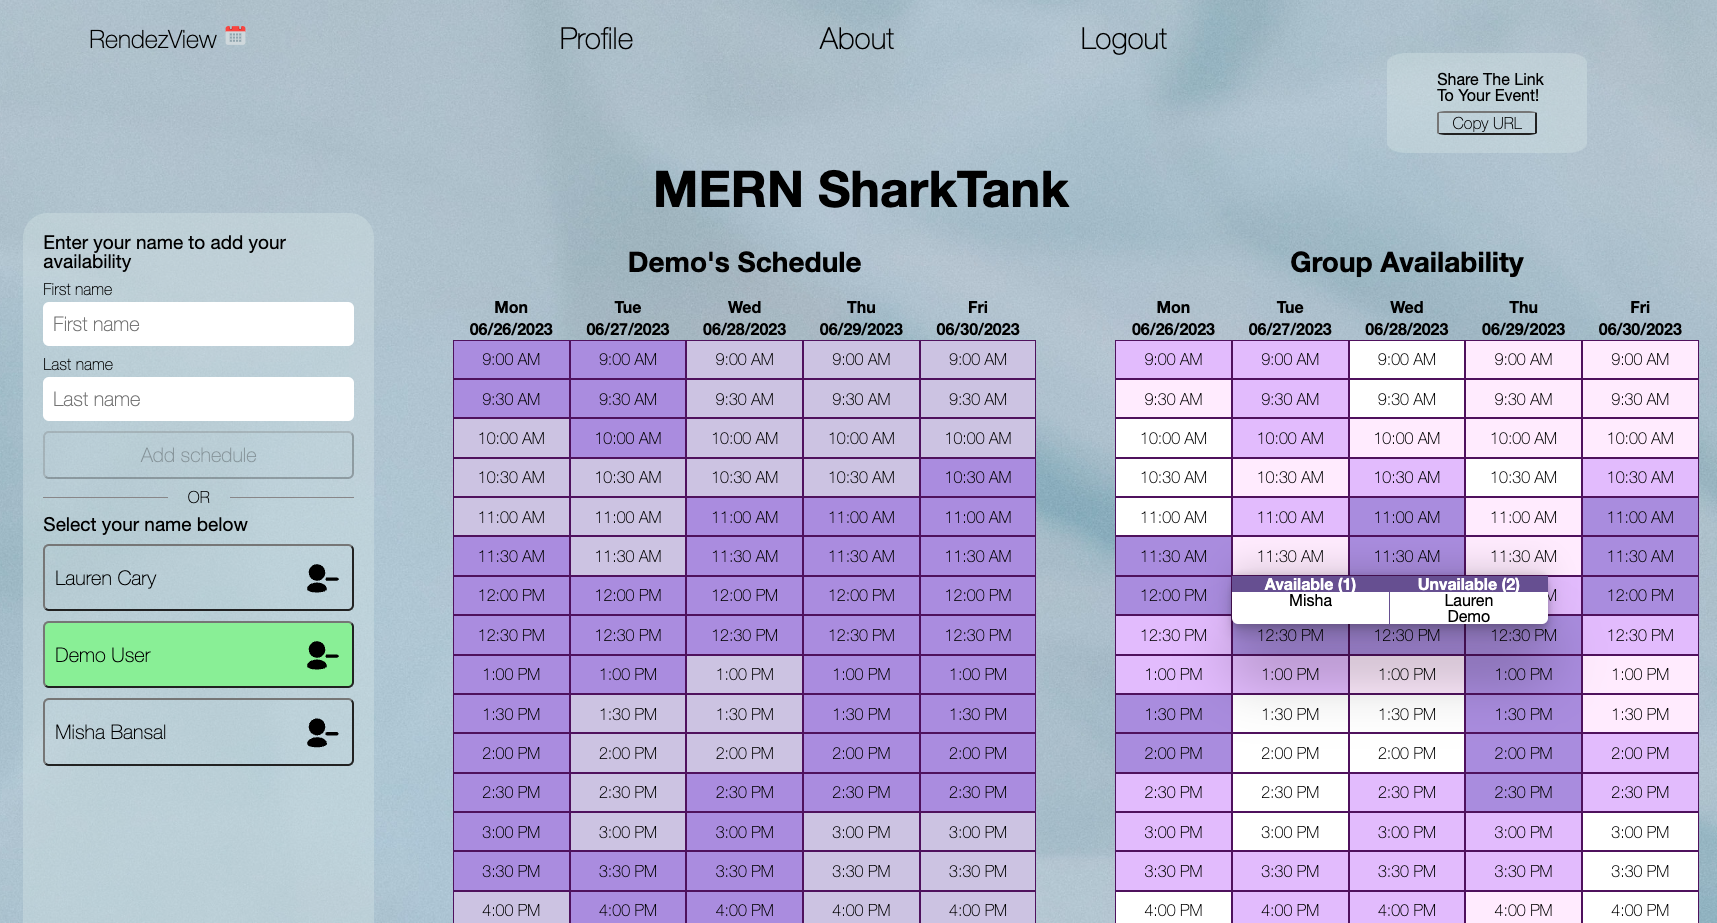 RendezView
Profile
About
Logout
Share The Link
To Your Event!
Copy URL
MERN SharkTank
Enter your name to add your
availability
First name
First name
Last name
Last name
Add schedule
OR
Select your name below
Lauren Cary
Demo User
Misha Bansal
Demo's Schedule
Mon Tue Wed Thu Fri
06/26/2023 06/27/2023 06/28/2023 06/29/2023 06/30/2023
9:00 AM 9:00 AM 9:00 AM 9:00 AM 9:00 AM
9:30 AM 9:30 AM 9:30 AM 9:30 AM 9:30 AM
10:00 AM 10:00 AM 10:00 AM 10:00 AM 10:00 AM
10:30 AM 10:30 AM 10:30 AM 10:30 AM 10:30 AM
11:00 AM 11:00 AM 11:00 AM 11:00 AM 11:00 AM
11:30 AM 11:30 AM 11:30 AM 11:30 AM 11:30 AM
12:00 PM 12:00 PM 12:00 PM 12:00 PM 12:00 PM
12:30 PM 12:30 PM 12:30 PM 12:30 PM 12:30 PM
1:00 PM 1:00 PM 1:00 PM 1:00 PM 1:00 PM
1:30 PM 1:30 PM 1:30 PM 1:30 PM 1:30 PM
2:00 PM 2:00 PM 2:00 PM 2:00 PM 2:00 PM
2:30 PM 2:30 PM 2:30 PM 2:30 PM 2:30 PM
3:00 PM 3:00 PM 3:00 PM 3:00 PM 3:00 PM
3:30 PM 3:30 PM 3:30 PM 3:30 PM 3:30 PM
4:00 PM 4:00 PM 4:00 PM 4:00 PM 4:00 PM
Group Availability
Mon Tue Wed Thu Fri
06/26/2023 06/27/2023 06/28/2023 06/29/2023 06/30/2023
9:00 AM 9:00 AM 9:00 AM 9:00 AM 9:00 AM
9:30 AM 9:30 AM 9:30 AM 9:30 AM 9:30 AM
10:00 AM 10:00 AM 10:00 AM 10:00 AM 10:00 AM
10:30 AM 10:30 AM 10:30 AM 10:30 AM 10:30 AM
11:00 AM 11:00 AM 11:00 AM 11:00 AM 11:00 AM
11:30 AM 11:30 AM 11:30 AM 11:30 AM 11:30 AM
12:00 PM 12:00 PM
Available (1) Unvailable (2)
Misha Lauren
Demo
12:30 PM 12:30 PM 12:30 PM 12:30 PM 12:30 PM
1:00 PM 1:00 PM 1:00 PM 1:00 PM 1:00 PM
1:30 PM 1:30 PM 1:30 PM 1:30 PM 1:30 PM
2:00 PM 2:00 PM 2:00 PM 2:00 PM 2:00 PM
2:30 PM 2:30 PM 2:30 PM 2:30 PM 2:30 PM
3:00 PM 3:00 PM 3:00 PM 3:00 PM 3:00 PM
3:30 PM 3:30 PM 3:30 PM 3:30 PM 3:30 PM
4:00 PM 4:00 PM 4:00 PM 4:00 PM 4:00 PM